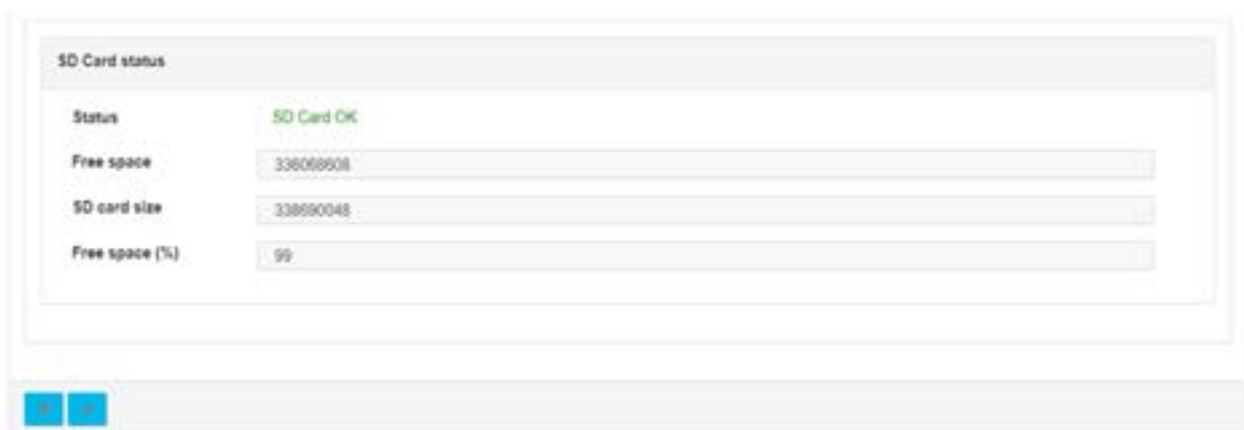 SD Card status
Status SD Card OK
Free space 336068608
SD card size 338690048
Free space (%) 99